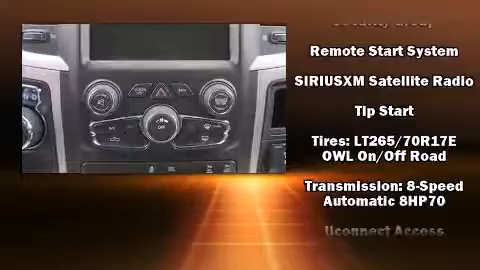 Remote Start System
SIRIUSXM Satellite Radio
Tip Start
Tires: LT265/70R17E
OWL On/Off Road
Transmission: 8-Speed
Automatic 8HP70
Uconnect Access
OFF